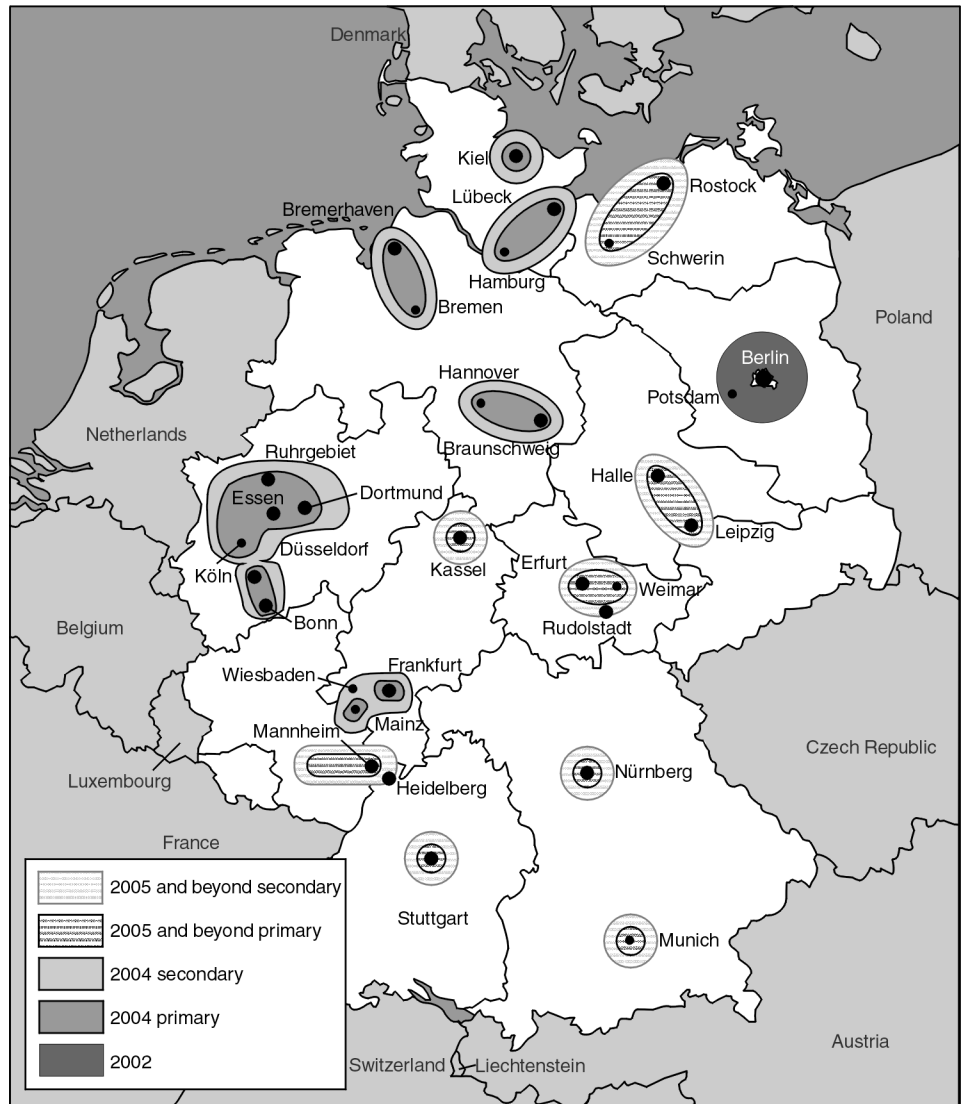 Denmark
Kiel
Lübeck
Rostock
Bremerhaven
Schwerin
Hamburg
Bremen
Poland
Berlin
Hannover
Potsdam
Netherlands
Braunschweig
Ruhrgebiet
Halle
Essen
Dortmund
Leipzig
Düsseldorf
Erfurt
Köln
Kassel
Weimar
Belgium
Bonn
Rudolstadt
Frankfurt
Wiesbaden
Mannheim
Mainz
Czech Republic
Luxembourg
Nürnberg
Heidelberg
France
2005 and beyond secondary
Stuttgart
2005 and beyond primary
Munich
2004 secondary
2004 primary
Austria
2002
Switzerland
Liechtenstein